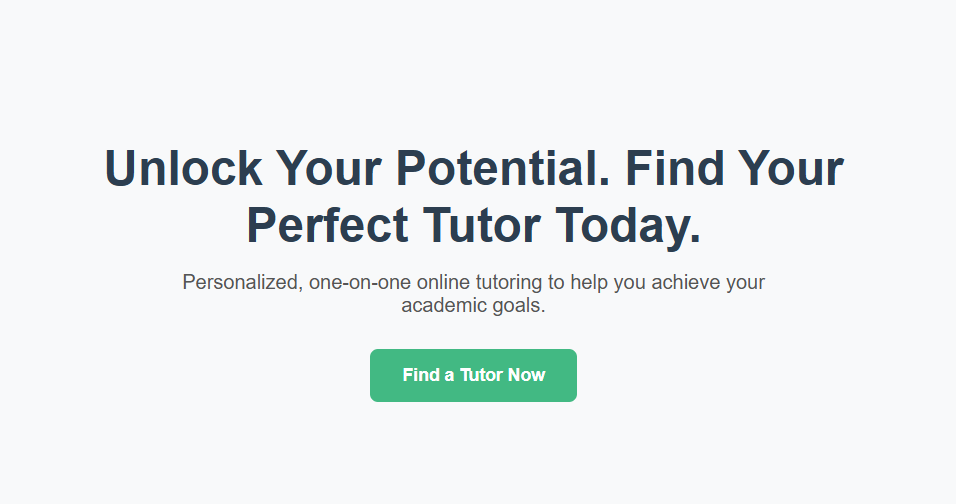 Unlock Your Potential. Find Your
Perfect Tutor Today.
Personalized, one-on-one online tutoring to help you achieve your
academic goals.
Find a Tutor Now